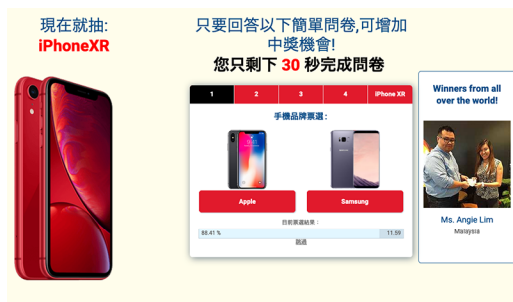 現在就抽:
iPhoneXR
只要回答以下簡單問卷,可增加
中獎機會!
您只剩下 30 秒完成問卷
1 2 3 4 iPhone XR
手機品牌票選 :
Apple Samsung
目前票選結果：
88.41 % 11.59
跳過
Winners from all
over the world!
Ms. Angie Lim
Malaysia